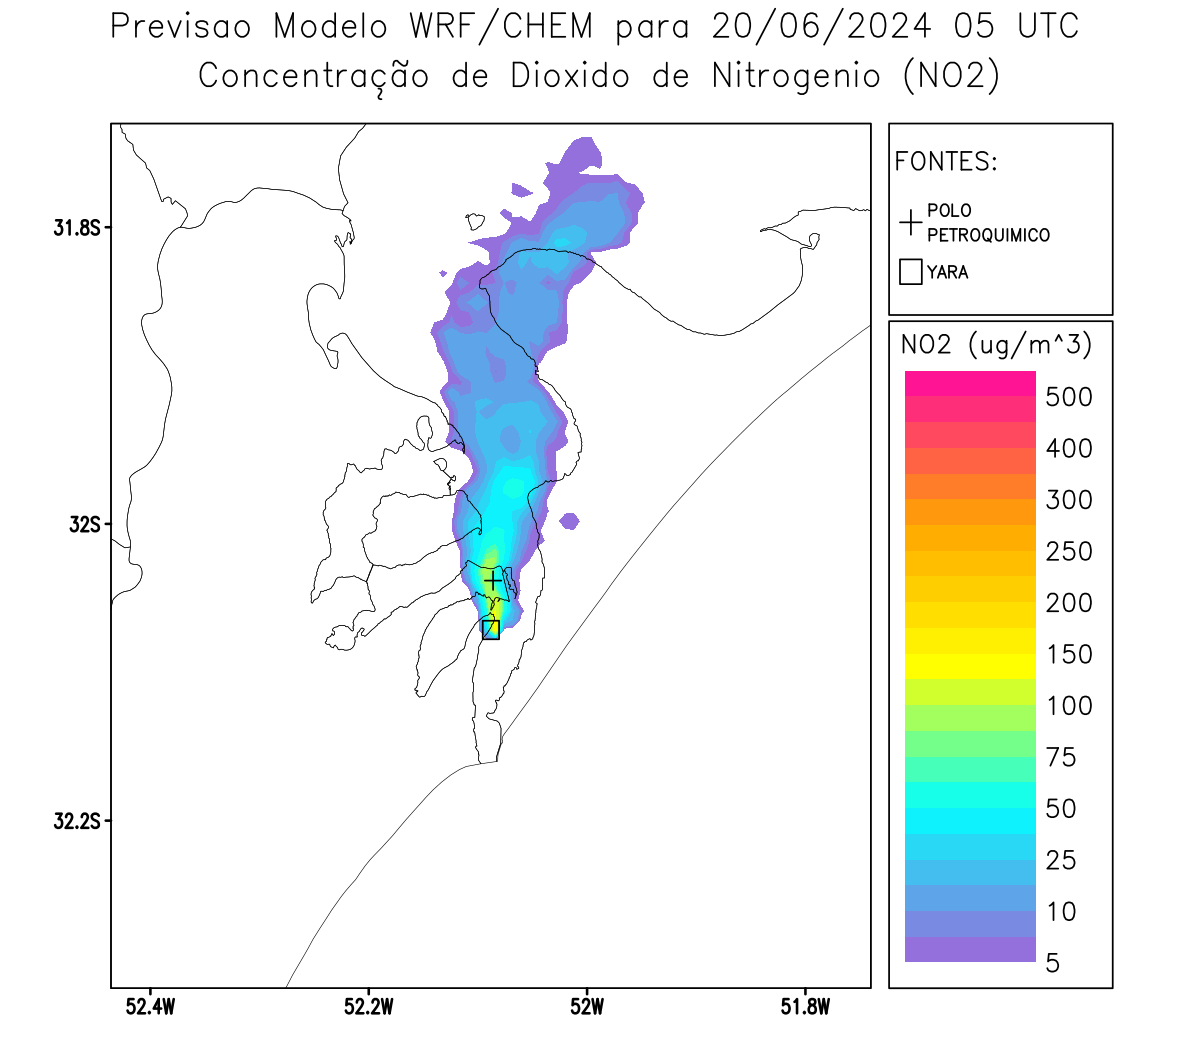 Previsao Modelo WRF/CHEM para 20/06/2024 05 UTC
Concentração de Dioxido de Nitrogenio (NO2)
FONTES:
POLO
PETROQUIMICO
YARA
31.8S
32S
32.2S
52.4W
52.2W
52W
51.8W
NO2 (ug/m^3)
500
400
300
250
200
150
100
75
50
25
10
5